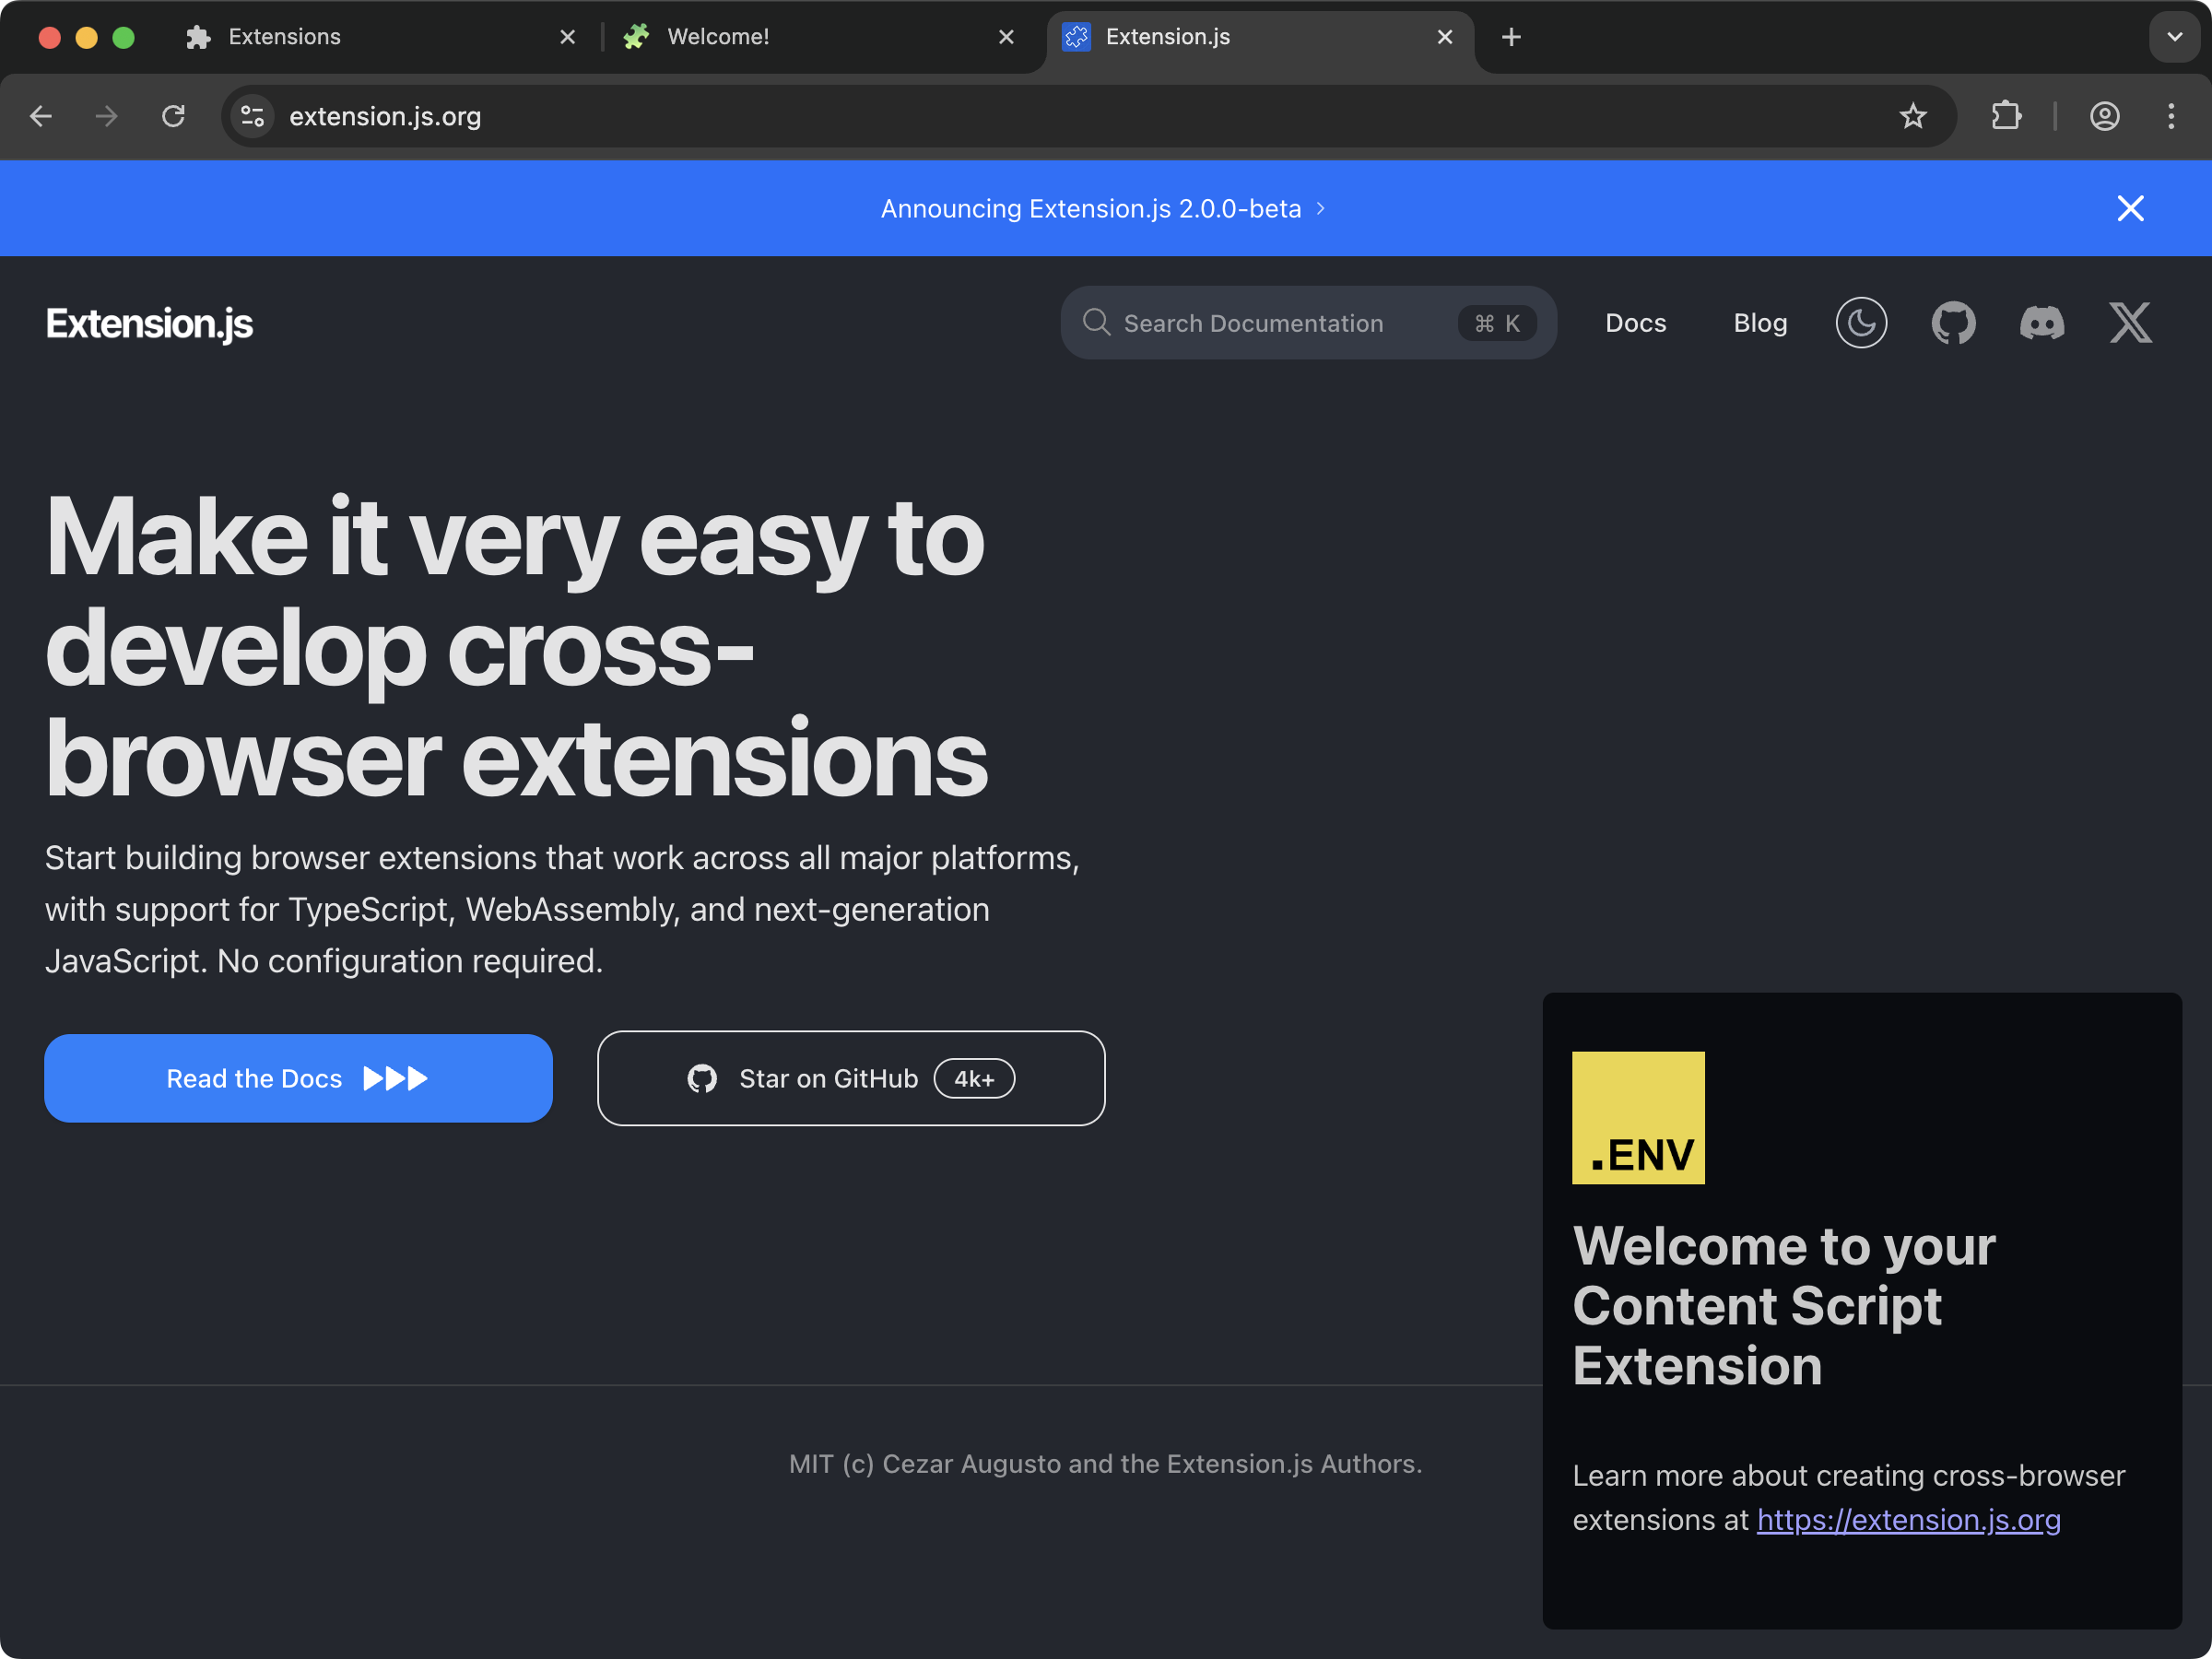 Extensions
Welcome!
Extension.js
extension.js.org
Announcing Extension.js 2.0.0-beta
Extension.js
Search Documentation
⌘ K
Docs
Blog
Make it very easy to
develop cross-
browser extensions
Start building browser extensions that work across all major platforms,
with support for TypeScript, WebAssembly, and next-generation
JavaScript. No configuration required.
Read the Docs
Star on GitHub 4k+
.ENV
Welcome to your
Content Script
Extension
Learn more about creating cross-browser
extensions at https://extension.js.org
MIT (c) Cezar Augusto and the Extension.js Authors.